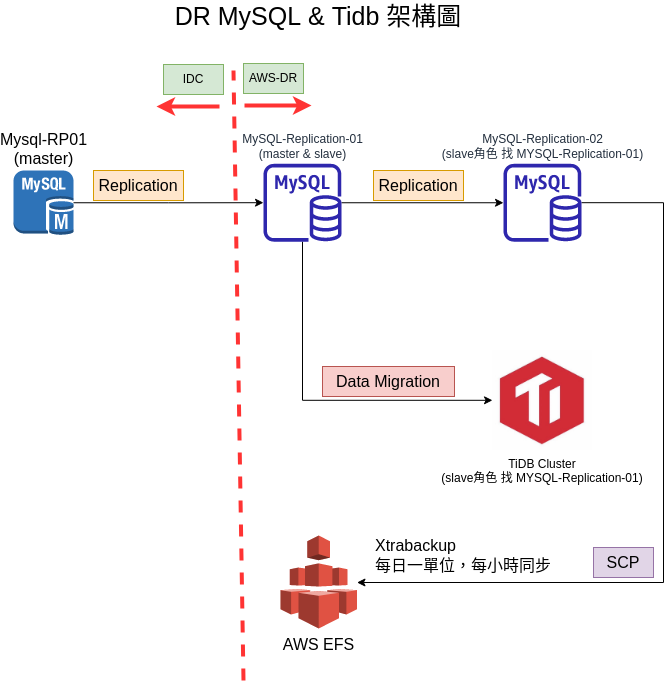 DR MySQL & Tidb 架構圖
IDC
AWS-DR
Mysql-RP01
(master)
MySQL
M
Replication
MySQL-Replication-01
(master & slave)
MySQL
Replication
MySQL-Replication-02
(slave角色 找 MYSQL-Replication-01)
MySQL
Data Migration
TiDB Cluster
(slave角色 找 MYSQL-Replication-01)
Xtrabackup
每日一單位，每小時同步
SCP
AWS EFS